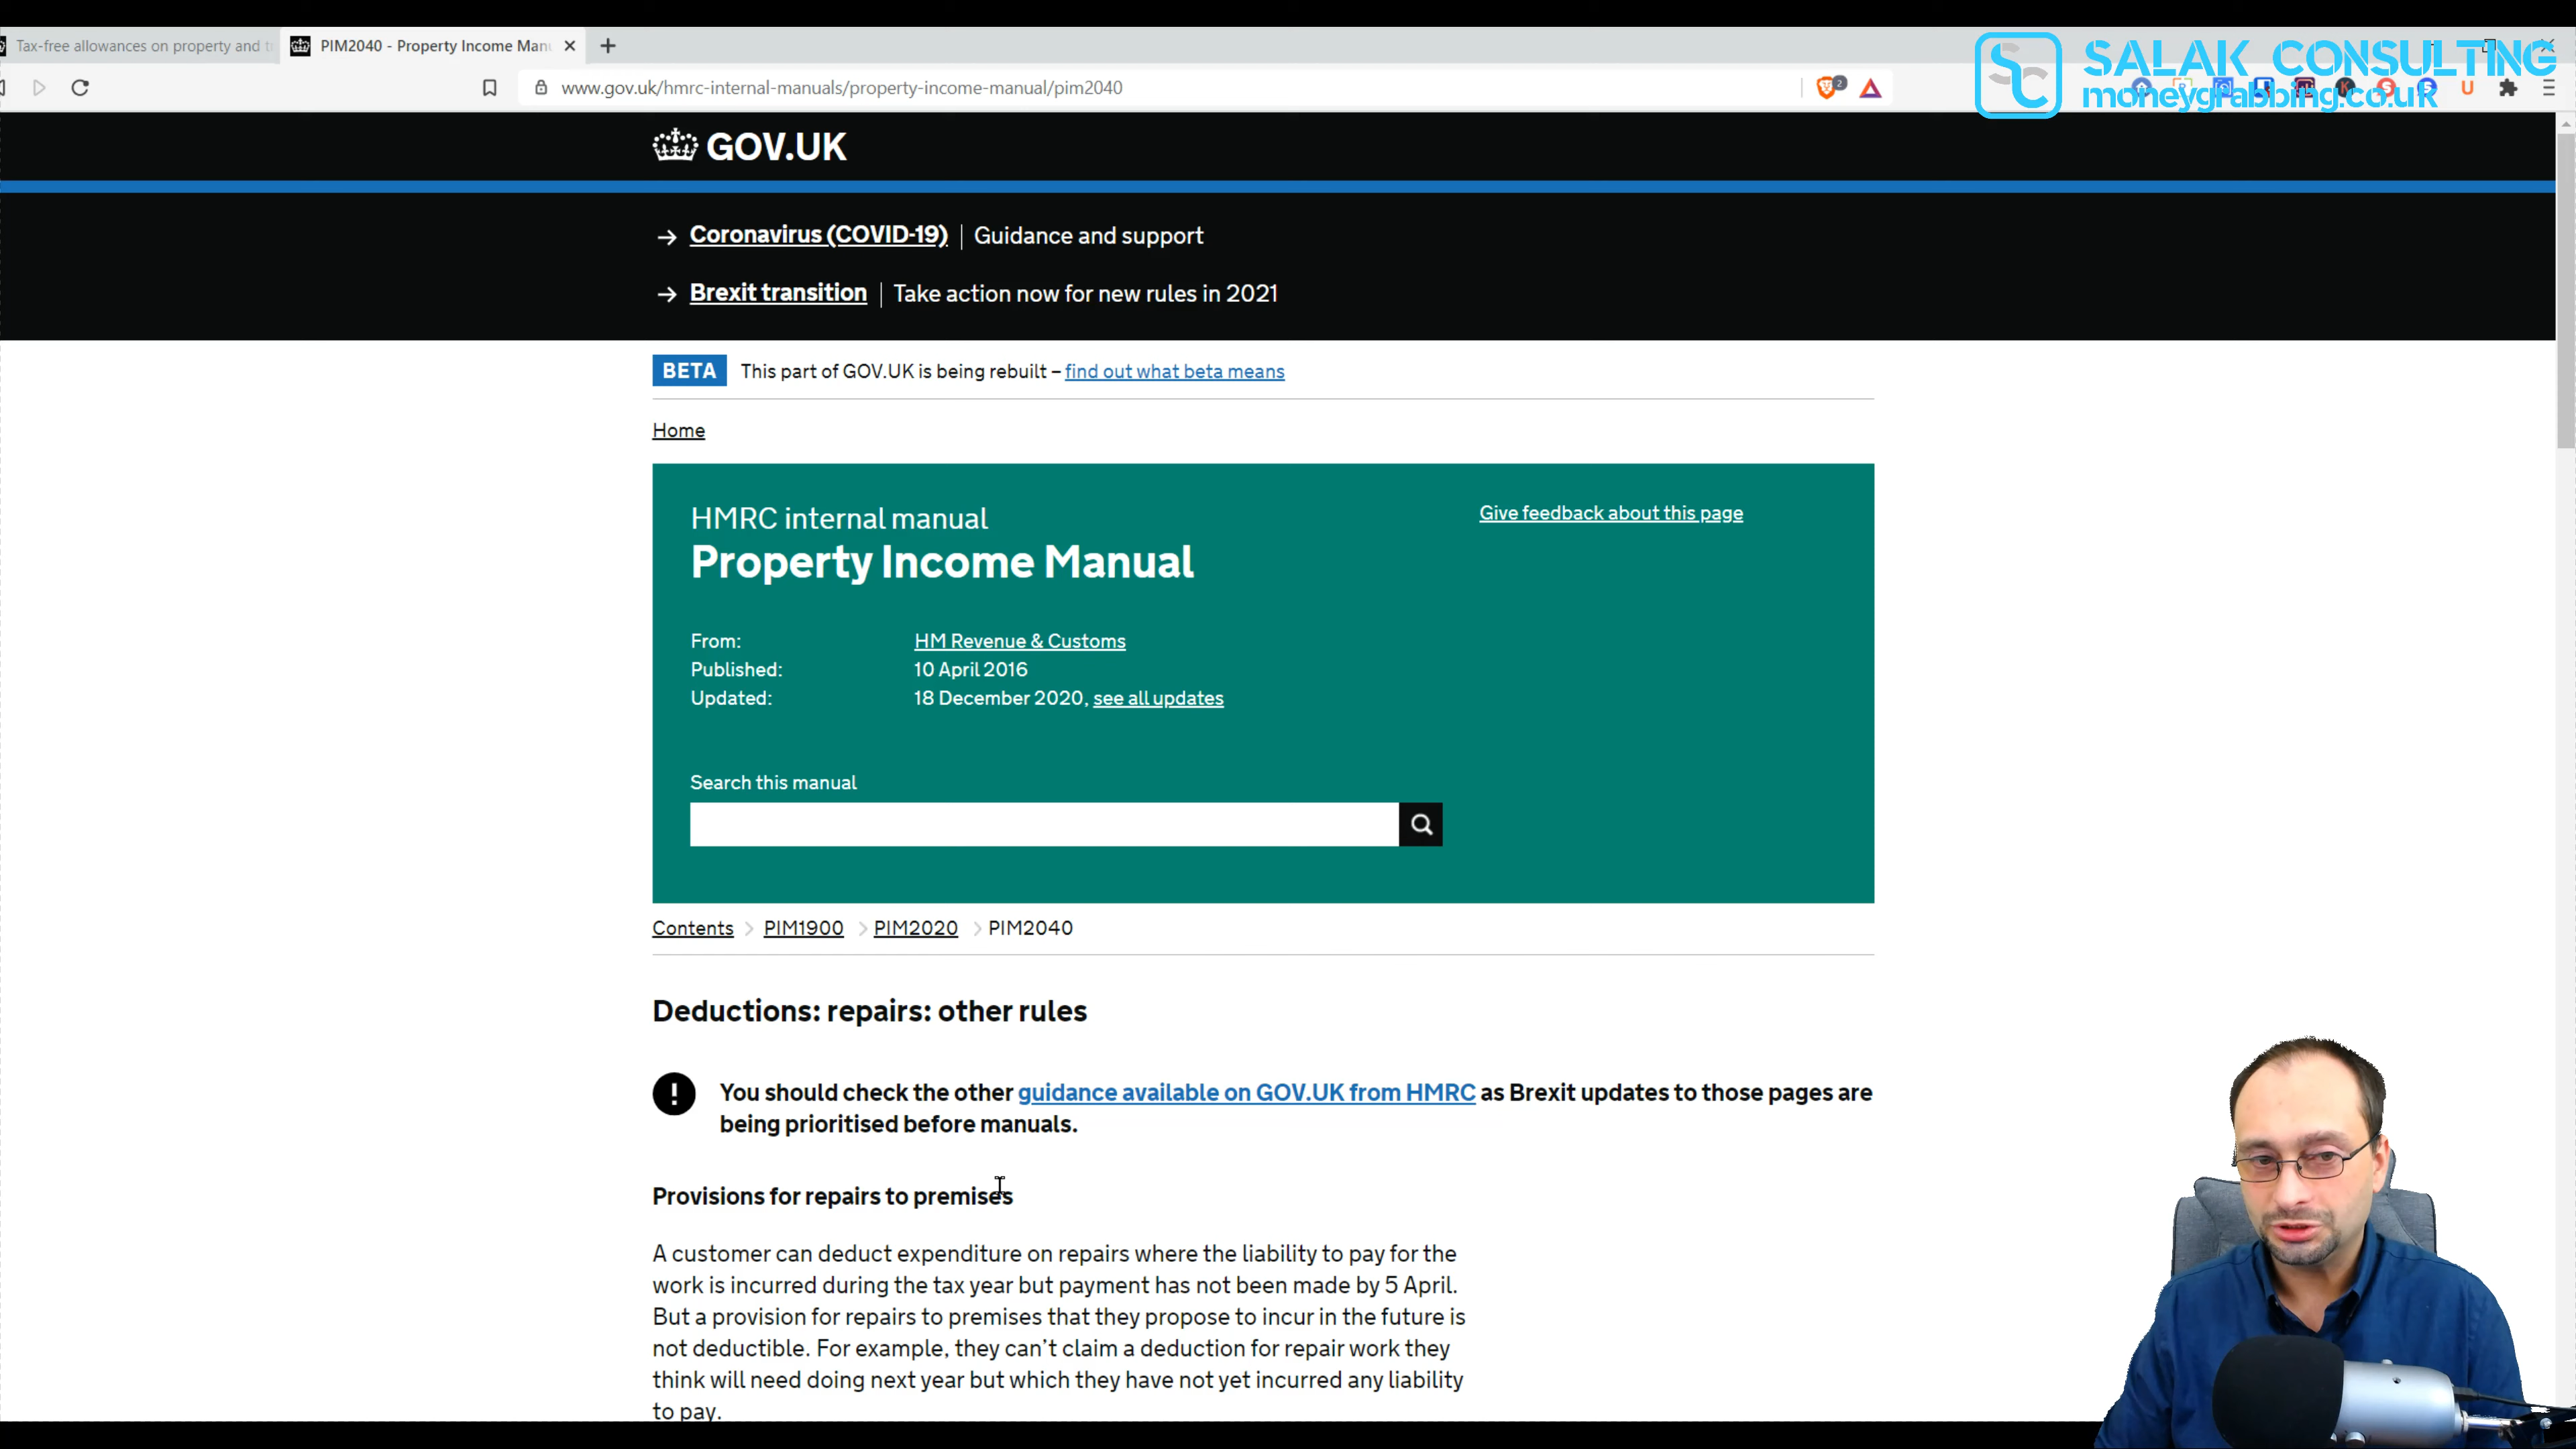 Tax-free allowances on property and t
PIM2040 - Property Income Manu
www.gov.uk/hmrc-internal-manuals/property-income-manual/pim2040
2
SALAK CONSULTING
moneygrabbing.co.uk
GOV.UK
Coronavirus (COVID-19) | Guidance and support
Brexit transition | Take action now for new rules in 2021
BETA This part of GOV.UK is being rebuilt – find out what beta means
Home
HMRC internal manual
Give feedback about this page
Property Income Manual
From: HM Revenue & Customs
Published: 10 April 2016
Updated: 18 December 2020, see all updates
Search this manual
Contents > PIM1900 > PIM2020 > PIM2040
Deductions: repairs: other rules
! You should check the other guidance available on GOV.UK from HMRC as Brexit updates to those pages are
being prioritised before manuals.
Provisions for repairs to premises
A customer can deduct expenditure on repairs where the liability to pay for the
work is incurred during the tax year but payment has not been made by 5 April.
But a provision for repairs to premises that they propose to incur in the future is
not deductible. For example, they can't claim a deduction for repair work they
think will need doing next year but which they have not yet incurred any liability
to pay.